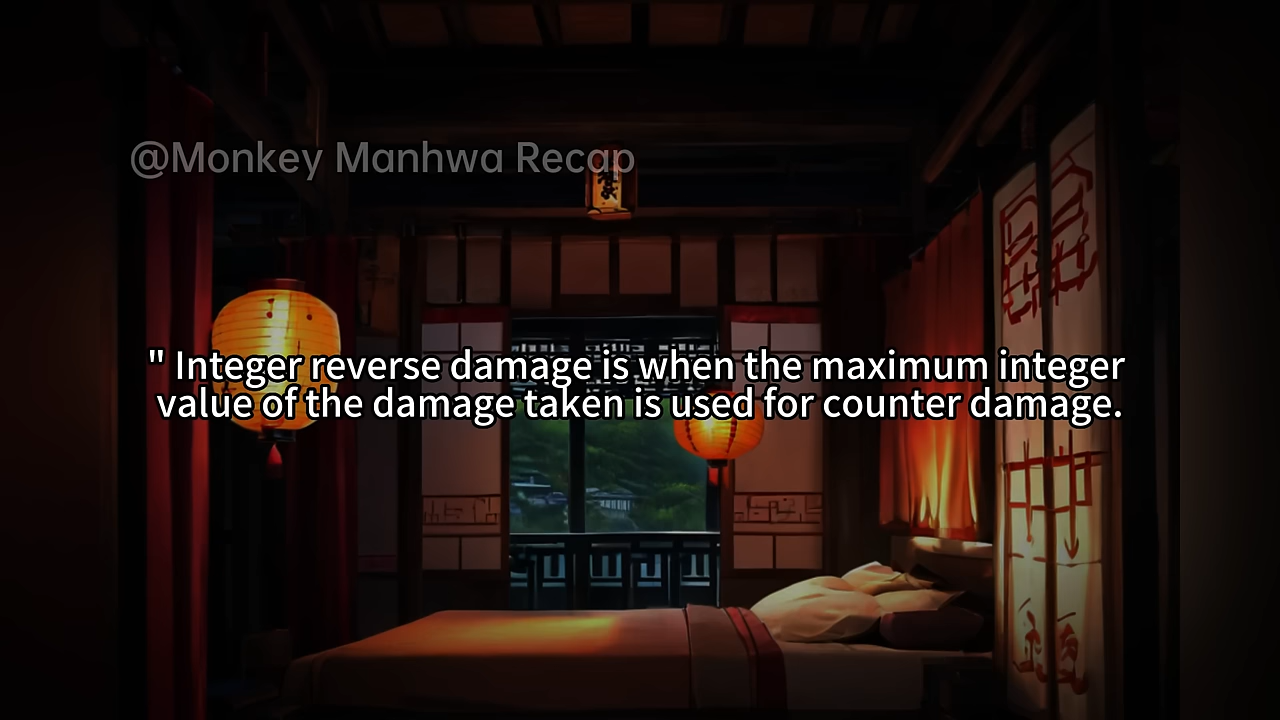 @Monkey Manhwa Recap
" Integer reverse damage is when the maximum integer
value of the damage taken is used for counter damage.